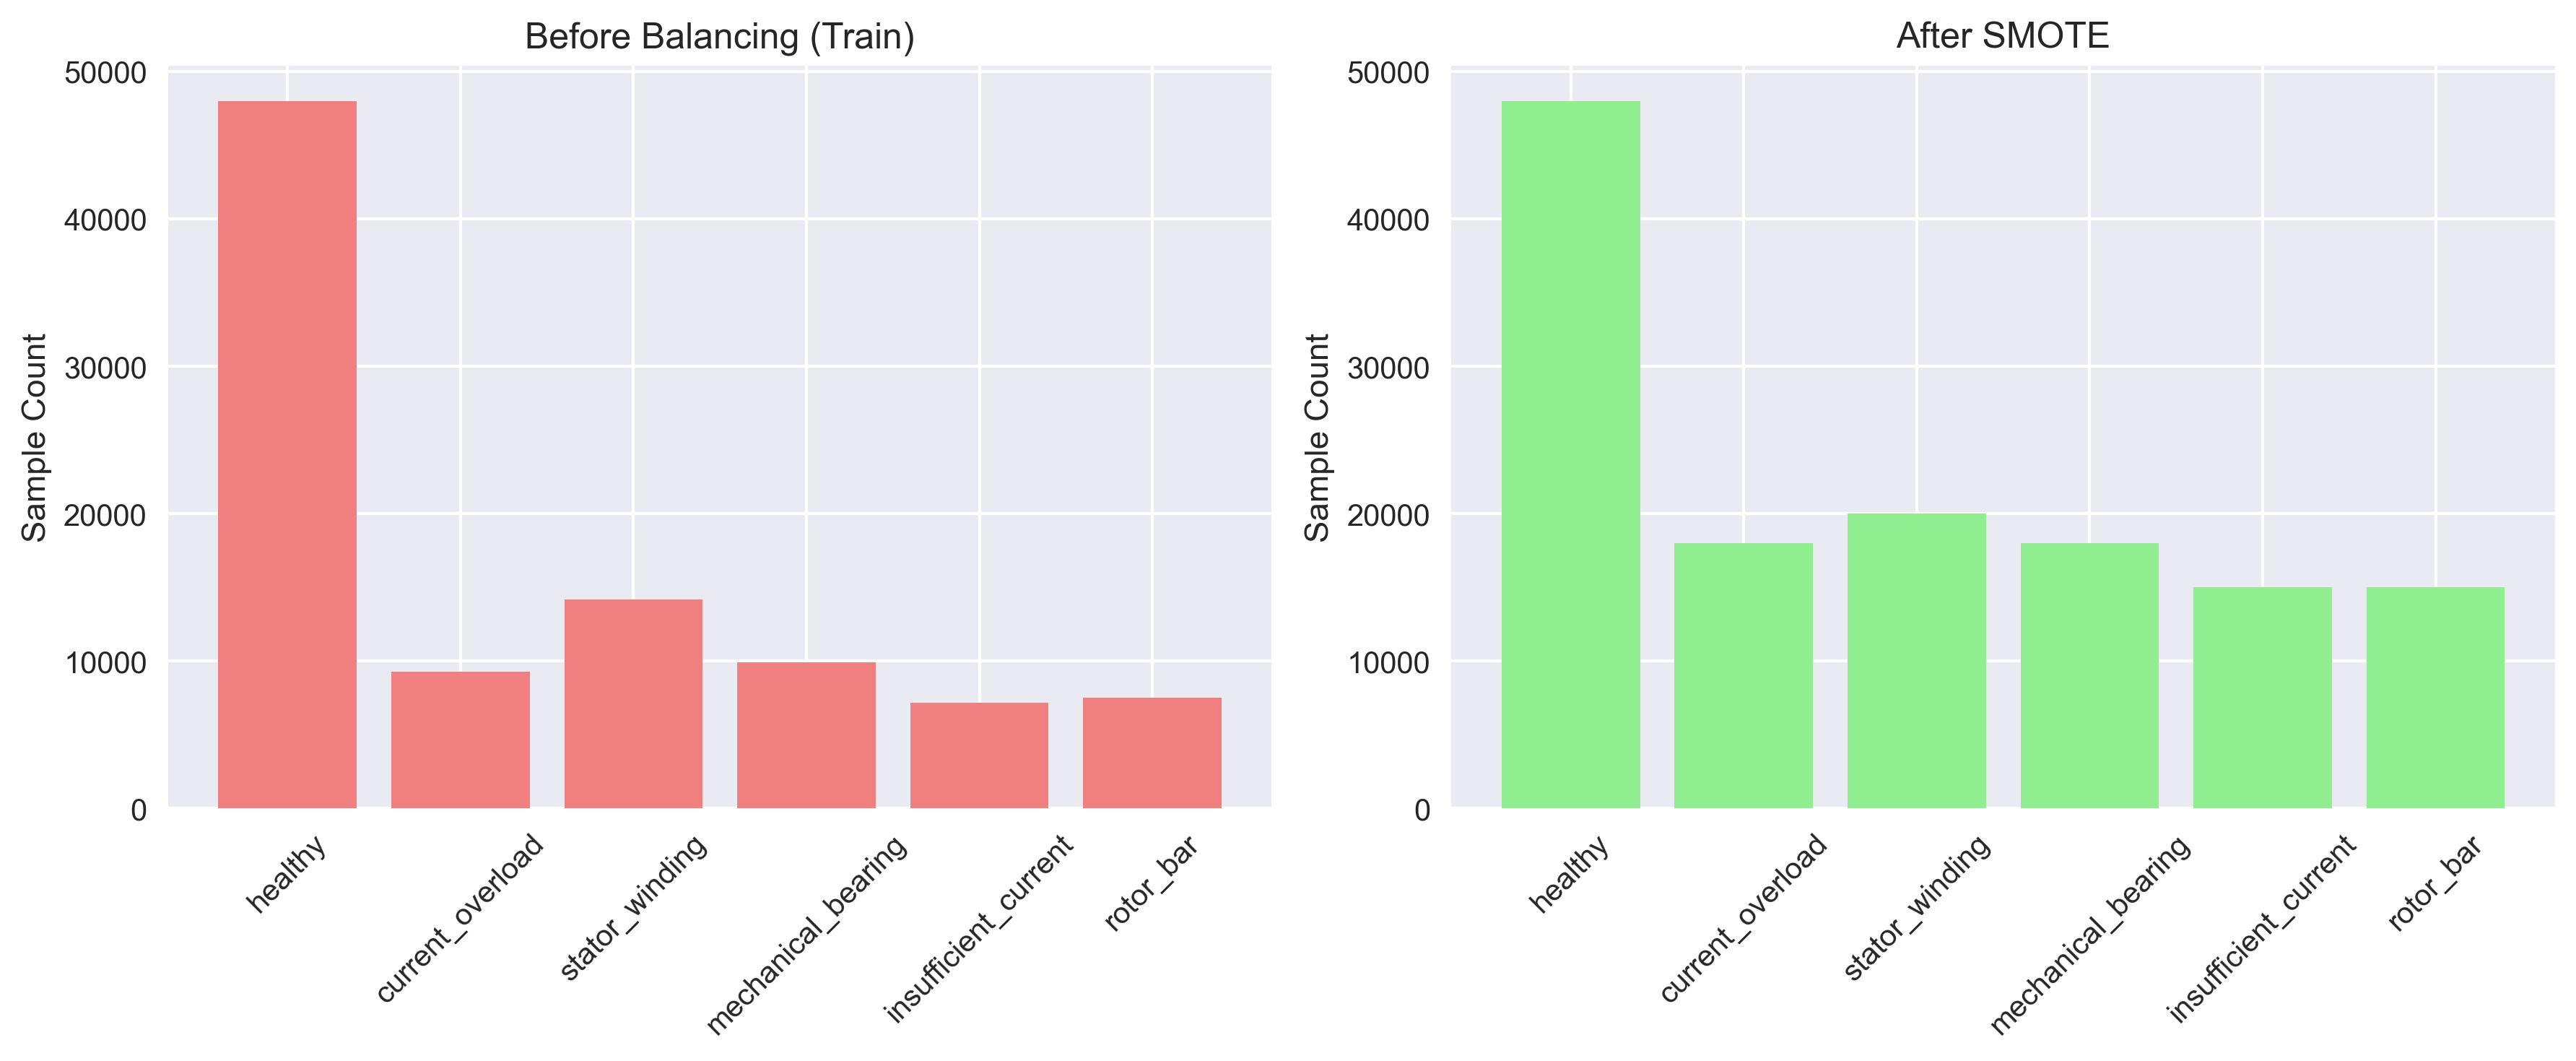 Before Balancing (Train)
50000
40000
30000
20000
10000
0
Sample Count
healthy
current_overload
stator_winding
mechanical_bearing
insufficient_current
rotor_bar
After SMOTE
50000
40000
30000
20000
10000
0
Sample Count
healthy
current_overload
stator_winding
mechanical_bearing
insufficient_current
rotor_bar